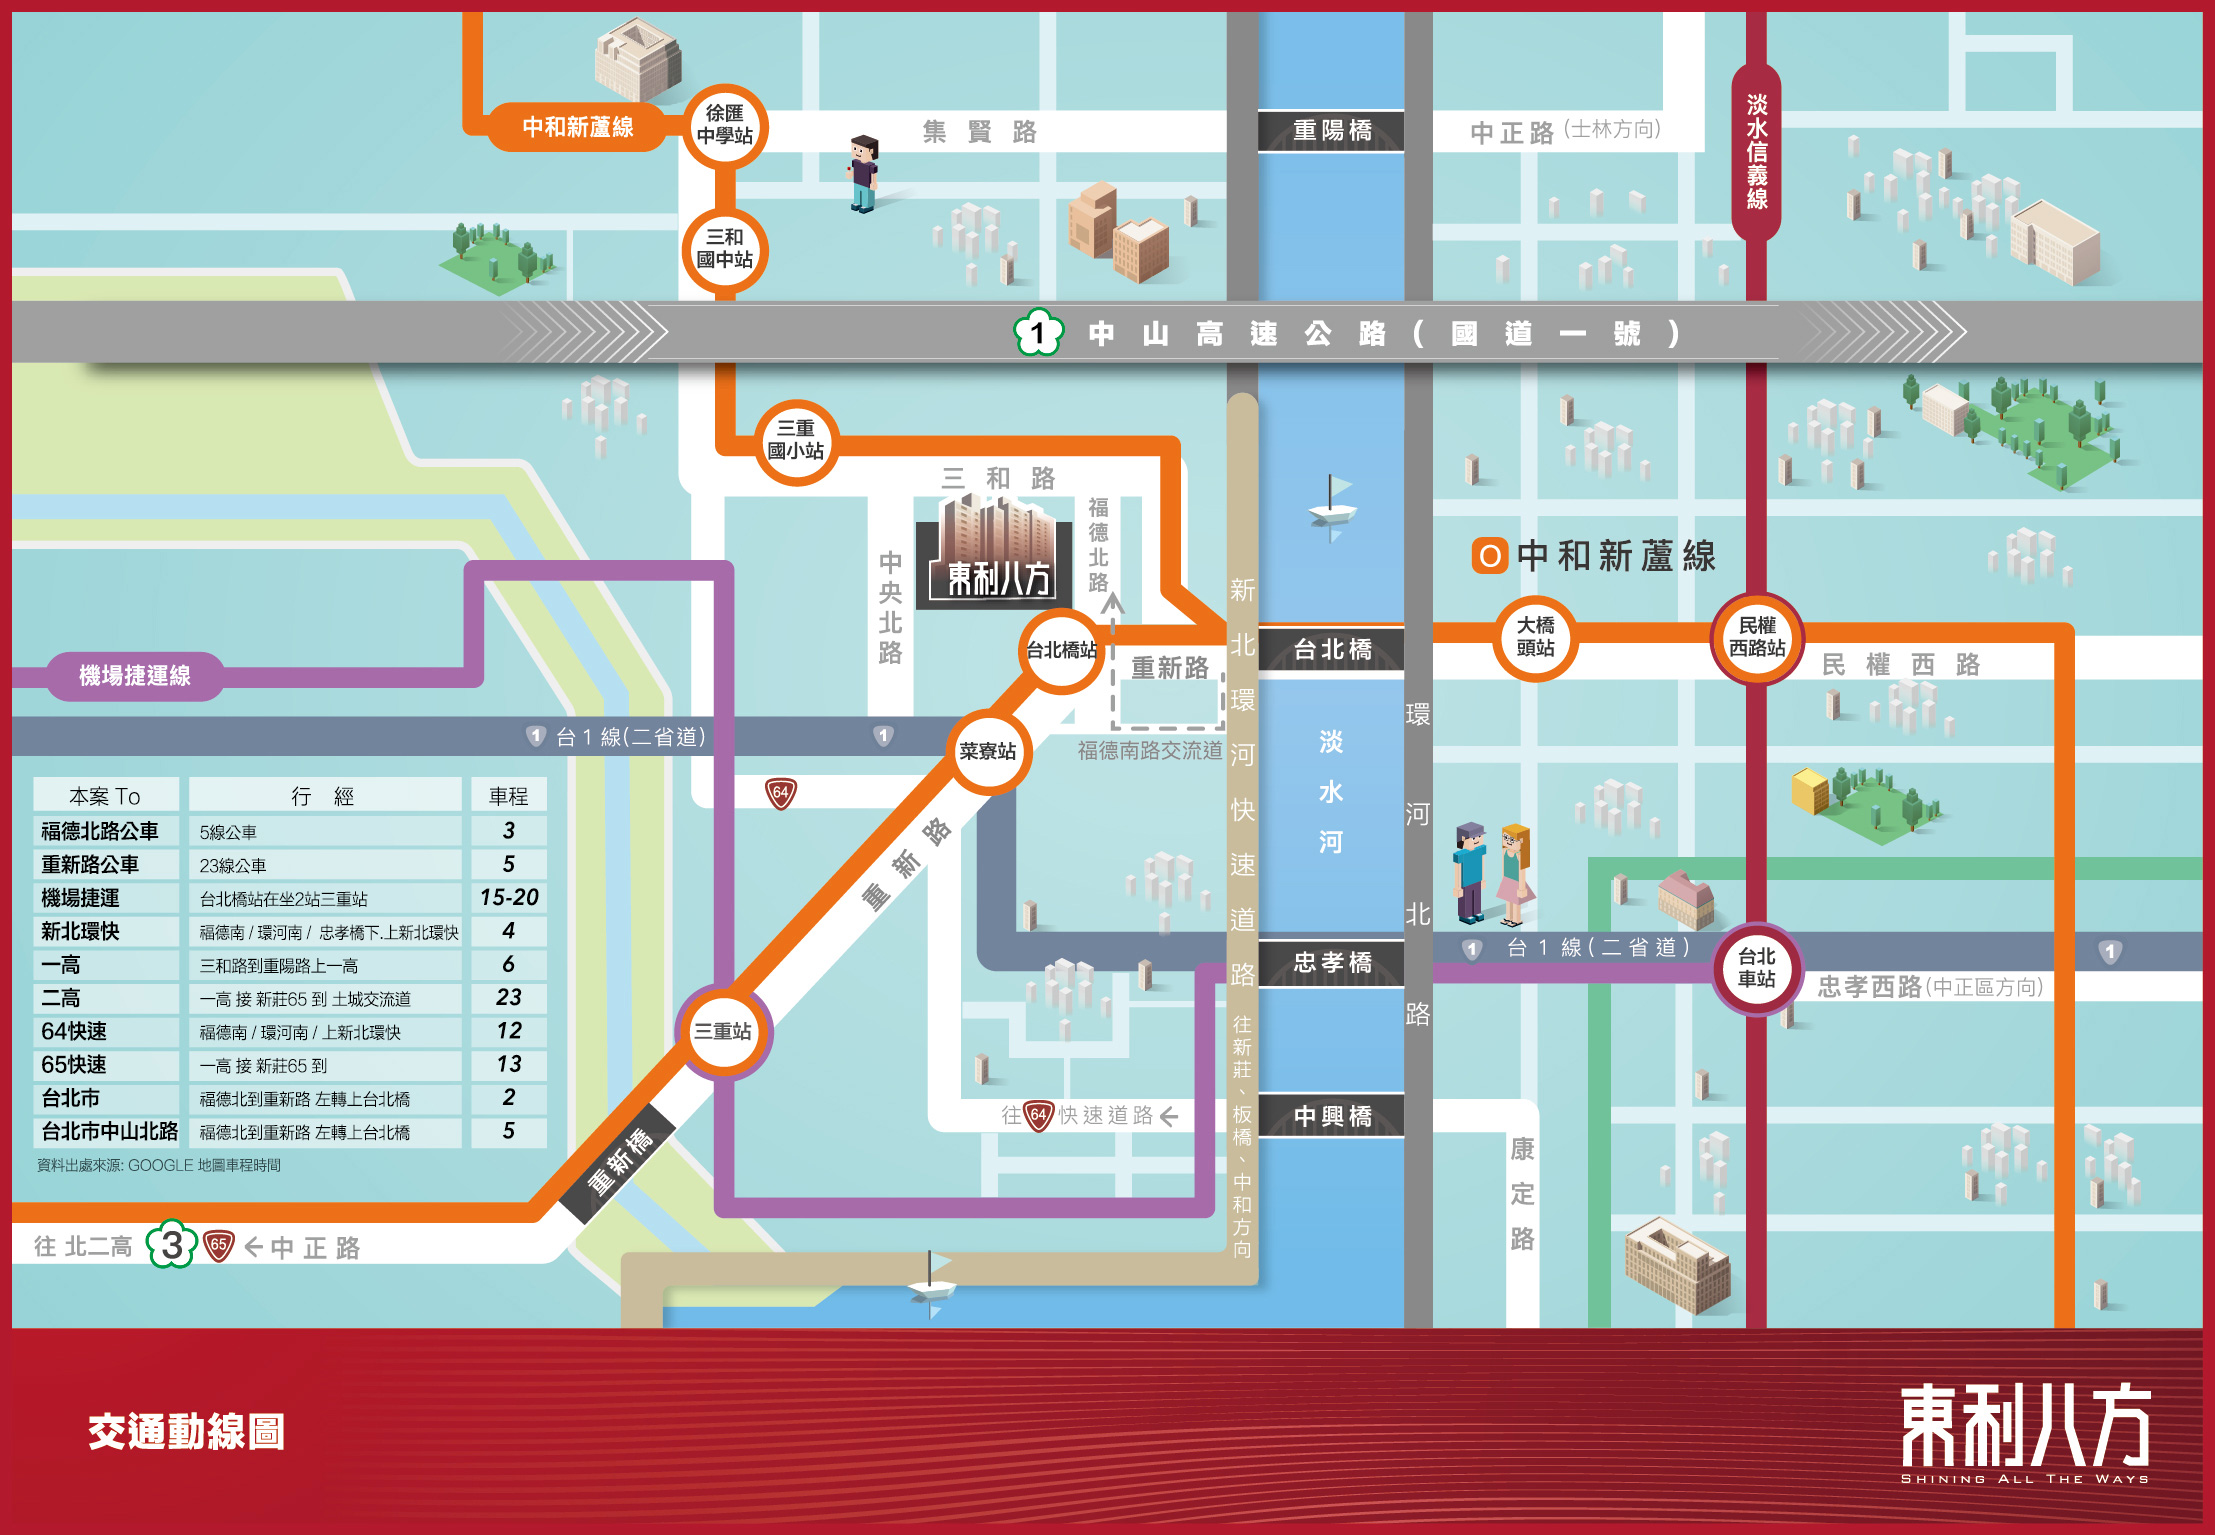 中和新蘆線
徐匯
中學站
集賢路
重陽橋
中正路(士林方向)
淡水信義線
三和
國中站
1 中山高速公路(國道一號)
三重
國小站
三和路
福德北路
中央北路
東利八方
O 中和新蘆線
台北橋站
重新路
台北橋
大橋
頭站
民權
西路站
民權西路
機場捷運線
1 台1線(二省道)
1
菜寮站
福德南路交流道
新北環河快速道路
往新莊、板橋、中和方向
淡水河
環河北路
64
重新路
本案 To 行 經 車程
福德北路公車 5線公車 3
重新路公車 23線公車 5
機場捷運 台北橋站在坐2站三重站 15-20
新北環快 福德南 / 環河南 / 忠孝橋下.上新北環快 4
一高 三和路到重陽路上一高 6
二高 一高 接 新莊65 到 土城交流道 23
64快速 福德南 / 環河南 / 上新北環快 12
65快速 一高 接 新莊65 到 13
台北市 福德北到重新路 左轉上台北橋 2
台北市中山北路 福德北到重新路 左轉上台北橋 5
資料出處來源: GOOGLE 地圖車程時間
忠孝橋
1 台1線(二省道)
台北
車站
1
忠孝西路(中正區方向)
三重站
往 64 快速道路←
中興橋
康定路
重新橋
往 北二高 3 65 ←中正路
交通動線圖
東利八方
SHINING ALL THE WAYS